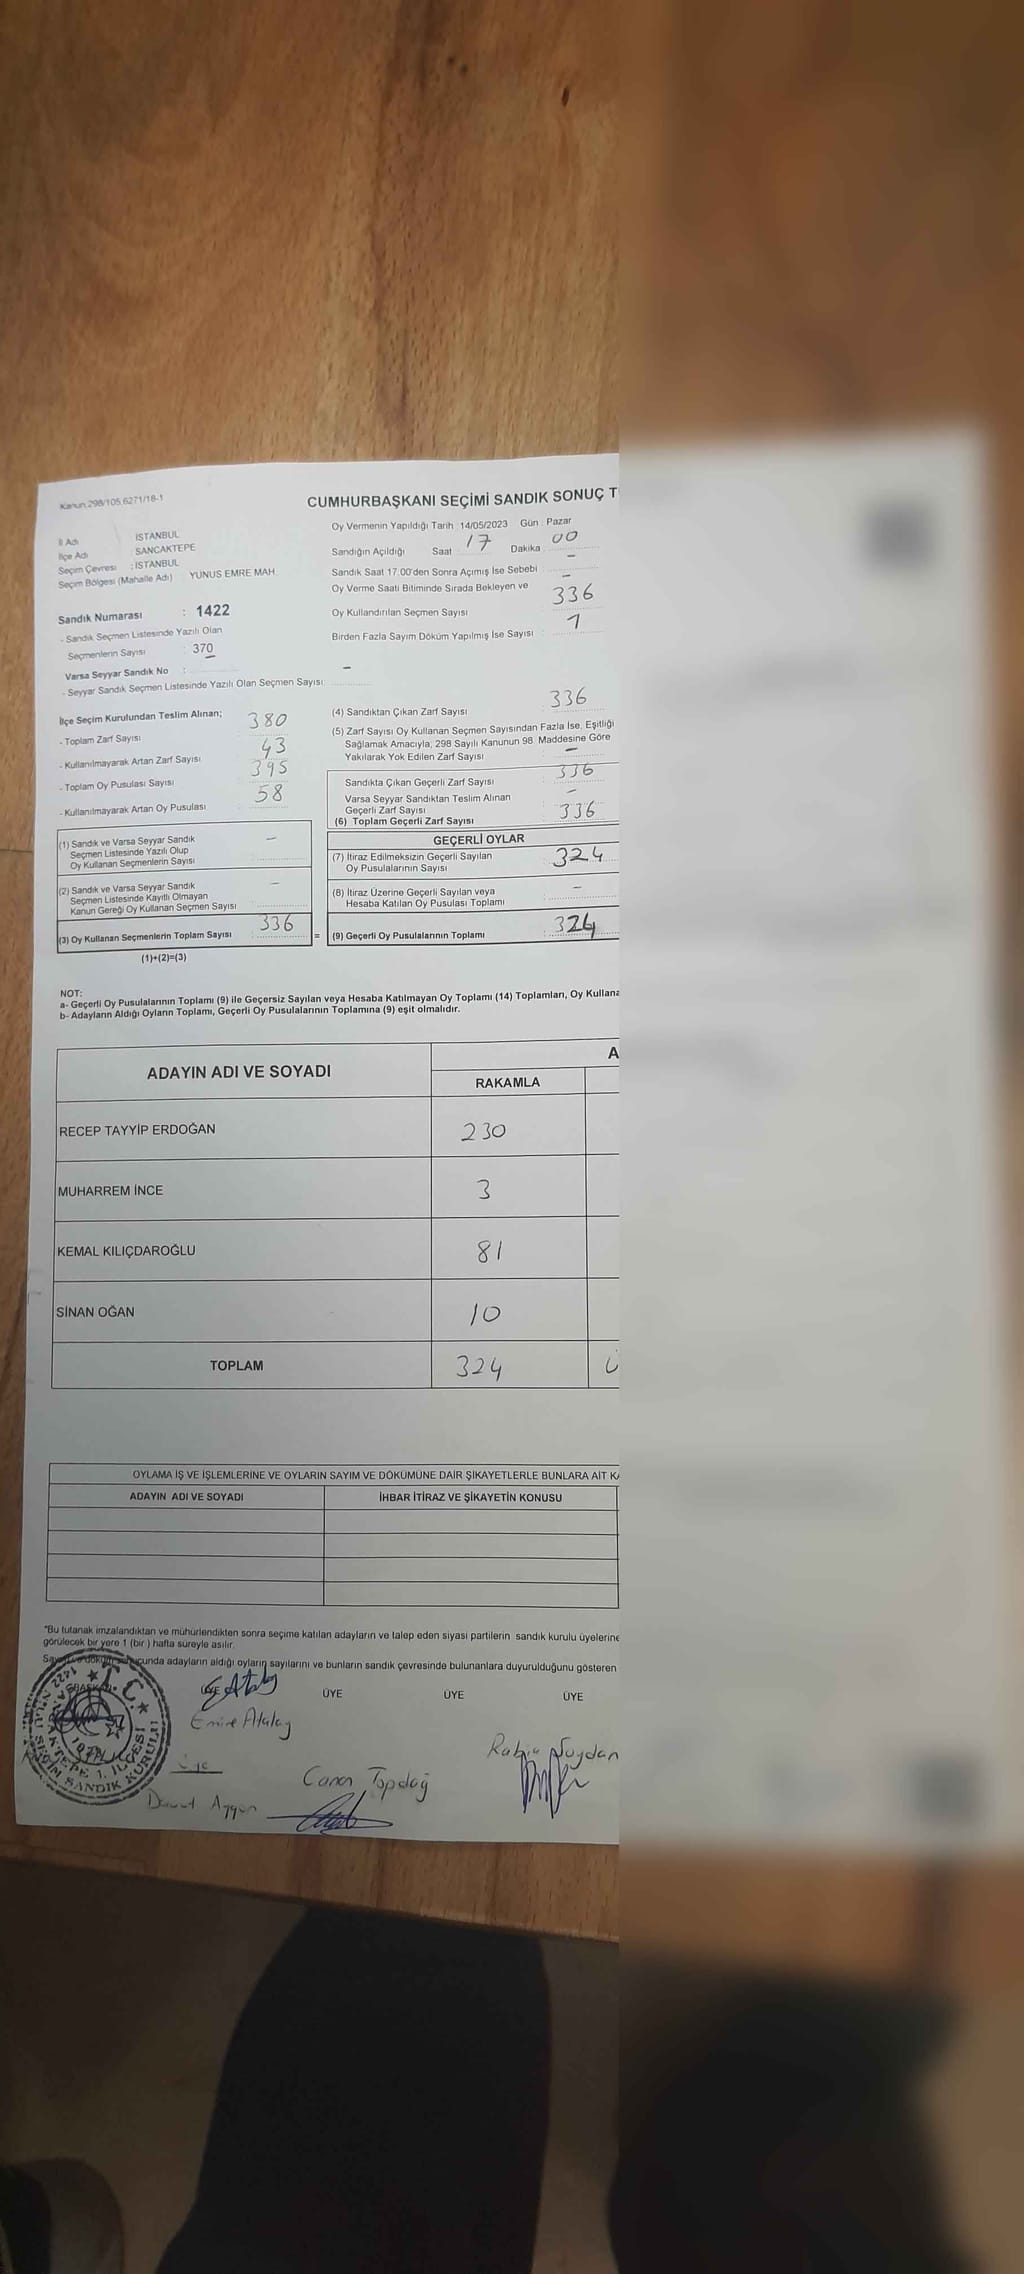 Kanun:298/105,6271/18-1
CUMHURBAŞKANI SEÇİMİ SANDIK SONUÇ T
İl Adı İSTANBUL
İlçe Adı SANCAKTEPE
Seçim Çevresi : İSTANBUL
Seçim Bölgesi (Mahalle Adı) YUNUS EMRE MAH.
Oy Vermenin Yapıldığı Tarih : 14/05/2023 Gün : Pazar
Sandığın Açıldığı Saat 17 Dakika : 00
Sandık Saat 17.00'den Sonra Açımış İse Sebebi : -
Oy Verme Saati Bitiminde Sırada Bekleyen ve -
Oy Kullandırılan Seçmen Sayısı 336
Birden Fazla Sayım Döküm Yapılmış İse Sayısı : 1
Sandık Numarası : 1422
- Sandık Seçmen Listesinde Yazılı Olan
Seçmenlerin Sayısı : 370
Varsa Seyyar Sandık No : -
- Seyyar Sandık Seçmen Listesinde Yazılı Olan Seçmen Sayısı
İlçe Seçim Kurulundan Teslim Alınan;
- Toplam Zarf Sayısı 380
- Kullanılmayarak Artan Zarf Sayısı 43
- Toplam Oy Pusulası Sayısı 395
- Kullanılmayarak Artan Oy Pusulası 58
(4) Sandıktan Çıkan Zarf Sayısı 336
(5) Zarf Sayısı Oy Kullanan Seçmen Sayısından Fazla İse, Eşitliği
Sağlamak Amacıyla, 298 Sayılı Kanunun 98. Maddesine Göre
Yakılarak Yok Edilen Zarf Sayısı -
Sandıkta Çıkan Geçerli Zarf Sayısı 336
Varsa Seyyar Sandıktan Teslim Alınan
Geçerli Zarf Sayısı -
(6) Toplam Geçerli Zarf Sayısı 336
(1) Sandık ve Varsa Seyyar Sandık
Seçmen Listesinde Yazılı Olup
Oy Kullanan Seçmenlerin Sayısı -
(2) Sandık ve Varsa Seyyar Sandık
Seçmen Listesinde Kayıtlı Olmayan
Kanun Gereği Oy Kullanan Seçmen Sayısı -
(3) Oy Kullanan Seçmenlerin Toplam Sayısı : 336 =
(1)+(2)=(3)
GEÇERLİ OYLAR
(7) İtiraz Edilmeksizin Geçerli Sayılan
Oy Pusulalarının Sayısı : 324
(8) İtiraz Üzerine Geçerli Sayılan veya
Hesaba Katılan Oy Pusulası Toplamı -
(9) Geçerli Oy Pusulalarının Toplamı : 324
NOT:
a- Geçerli Oy Pusulalarının Toplamı (9) ile Geçersiz Sayılan veya Hesaba Katılmayan Oy Toplamı (14) Toplamları, Oy Kullana
b- Adayların Aldığı Oyların Toplamı, Geçerli Oy Pusulalarının Toplamına (9) eşit olmalıdır.
ADAYIN ADI VE SOYADI A
RAKAMLA
RECEP TAYYİP ERDOĞAN 230
MUHARREM İNCE 3
KEMAL KILIÇDAROĞLU 81
SİNAN OĞAN 10
TOPLAM 324 Ü
OYLAMA İŞ VE İŞLEMLERİNE VE OYLARIN SAYIM VE DÖKÜMÜNE DAİR ŞİKAYETLERLE BUNLARA AİT KA
ADAYIN ADI VE SOYADI İHBAR İTİRAZ VE ŞİKAYETİN KONUSU
*Bu tutanak imzalandıktan ve mühürlendikten sonra seçime katılan adayların ve talep eden siyasi partilerin sandık kurulu üyelerine
görülecek bir yere 1 (bir ) hafta süreyle asılır.
adayların aldığı oyların sayılarını ve bunların sandık çevresinde bulunanlara duyurulduğunu gösteren
ÜYE ÜYE ÜYE
Emine Atalay
Rabia
Üye
Caner Topdağ
Davut Aygün
T.C.
1422 NOLU SEÇİM SANDIK KURULU